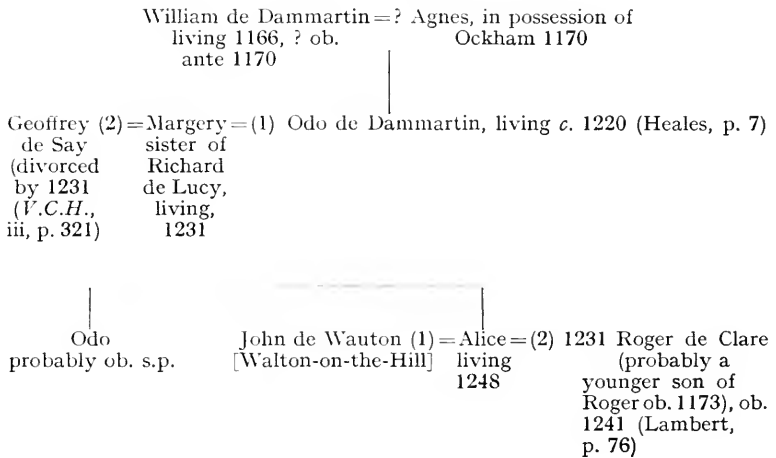 William de Dammartin = ? Agnes, in possession of
living 1166, ? ob. Ockham 1170
ante 1170
Geoffrey (2) = Margery = (1) Odo de Dammartin, living c. 1220 (Heales, p. 7)
de Say sister of
(divorced Richard
by 1231 de Lucy,
(V.C.H., living,
iii, p. 321) 1231
Odo John de Wauton (1) = Alice = (2) 1231 Roger de Clare
probably ob. s.p. [Walton-on-the-Hill] living (probably a
1248 younger son of
Roger ob. 1173), ob.
1241 (Lambert,
p. 76)